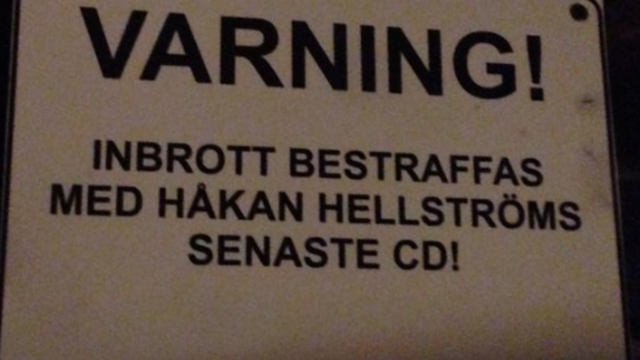 VARNING!
INBROTT BESTRAFFAS
MED HÅKAN HELLSTRÖMS
SENASTE CD!